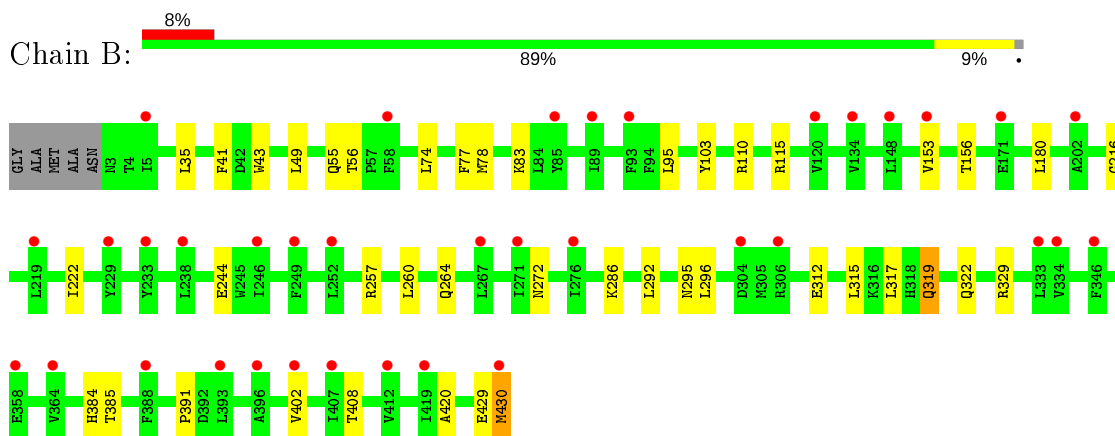 8%
Chain B:
89% 9% •
GLY ALA MET ALA ASN N3 T4 I5 L35 F41 D42 W43 L49 Q55 T56 P57 F58 L74 F77 M78 K83 L84 Y85 I89 F93 F94 L95 Y103 R110 R115 V120 V134 L148 V153 T156 E171 L180 A202 G216
L219 I222 Y229 Y233 L238 E244 W245 I246 F249 L252 R257 L260 Q264 L267 I271 N272 I276 K286 L292 N295 L296 D304 M305 R306 E312 L315 K316 L317 H318 Q319 Q322 R329 L333 V334 F346
E358 V364 H384 T385 F388 P391 D392 L393 A396 V402 I407 T408 V412 I419 A420 E429 M430